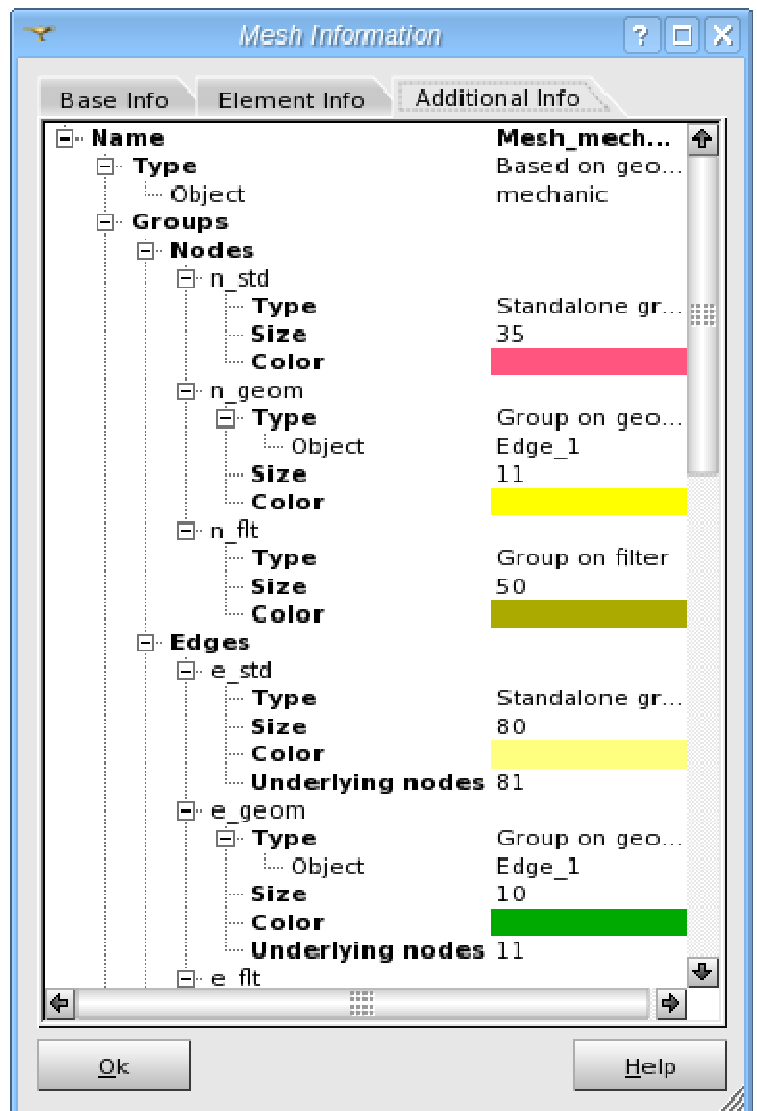 Mesh Information
Base Info Element Info Additional Info
Name Mesh_mech...
Type Based on geo...
Object mechanic
Groups
Nodes
n_std
Type Standalone gr...
Size 35
Color
n_geom
Type Group on geo...
Object Edge_1
Size 11
Color
n_flt
Type Group on filter
Size 50
Color
Edges
e_std
Type Standalone gr...
Size 80
Color
Underlying nodes 81
e_geom
Type Group on geo...
Object Edge_1
Size 10
Color
Underlying nodes 11
e_flt
Ok Help